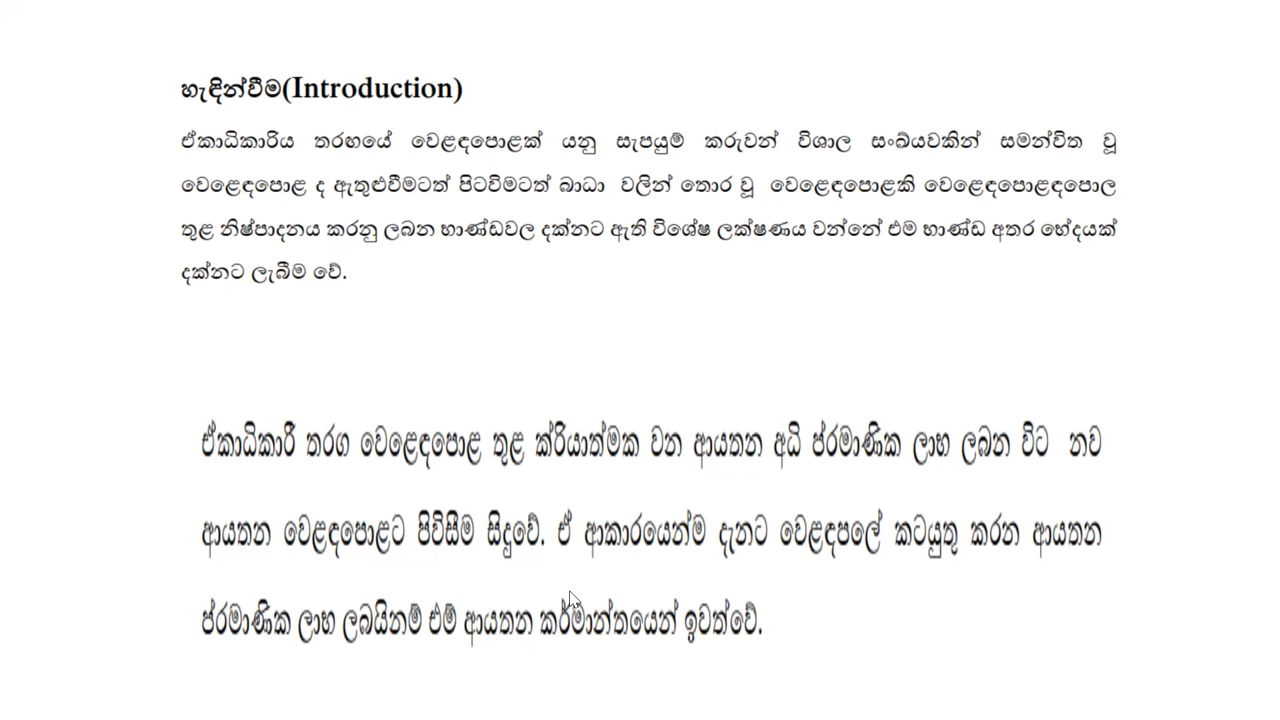 හැඳින්වීම(Introduction)
ඒකාධිකාරිය තරඟයේ වෙළඳපොළක් යනු සැපයුම් කරුවන් විශාල සංඛ්යවකින් සමන්විත වූ
වෙළෙඳපොළ ද ඇතුළුවීමටත් පිටවීමටත් බාධා වලින් තොර වූ වෙළෙඳපොළකි වෙළෙඳපොළඳපොල
තුළ නිෂ්පාදනය කරනු ලබන භාණ්ඩවල දක්නට ඇති විශේෂ ලක්ෂණය වන්නේ එම භාණ්ඩ අතර භේදයක්
දක්නට ලැබීම වේ.
ඒකාධිකාරී තරග වෙළෙඳපොළ තුළ ක්රියාත්මක වන ආයතන අධි ප්රමාණික ලාභ ලබන විට නව
ආයතන වෙළඳපොළට පිවිසීම සිදුවේ. ඒ ආකාරයෙන්ම දැනට වෙළඳපලේ කටයුතු කරන ආයතන
ප්රමාණික ලාභ ලබයිනම් එම් ආයතන කර්මාන්තයෙන් ඉවත්වේ.